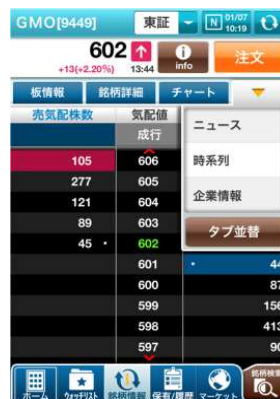 GMO[9449]
東証
N 01/07 10:19
602
+13(+2.20%) 13:44
info
注文
板情報 銘柄詳細 チャート
売気配株数 気配値
成行
ニュース
時系列
企業情報
タブ並替
105 606
277 605
121 604
89 603
45 602
601 44
600 87
599 156
598 413
597 90
ホーム ウォッチリスト 銘柄情報 保有/履歴 マーケット 銘柄検索